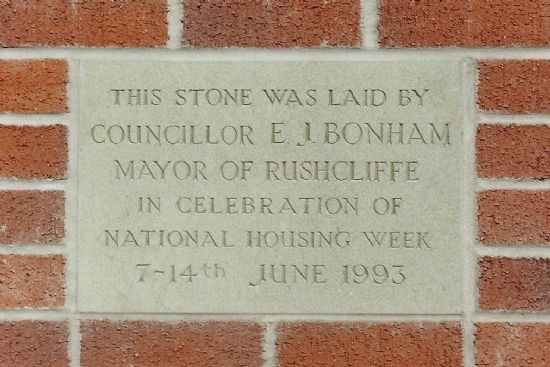 THIS STONE WAS LAID BY
COUNCILLOR E. J. BONHAM
MAYOR OF RUSHCLIFFE
IN CELEBRATION OF
NATIONAL HOUSING WEEK
7-14th JUNE 1993